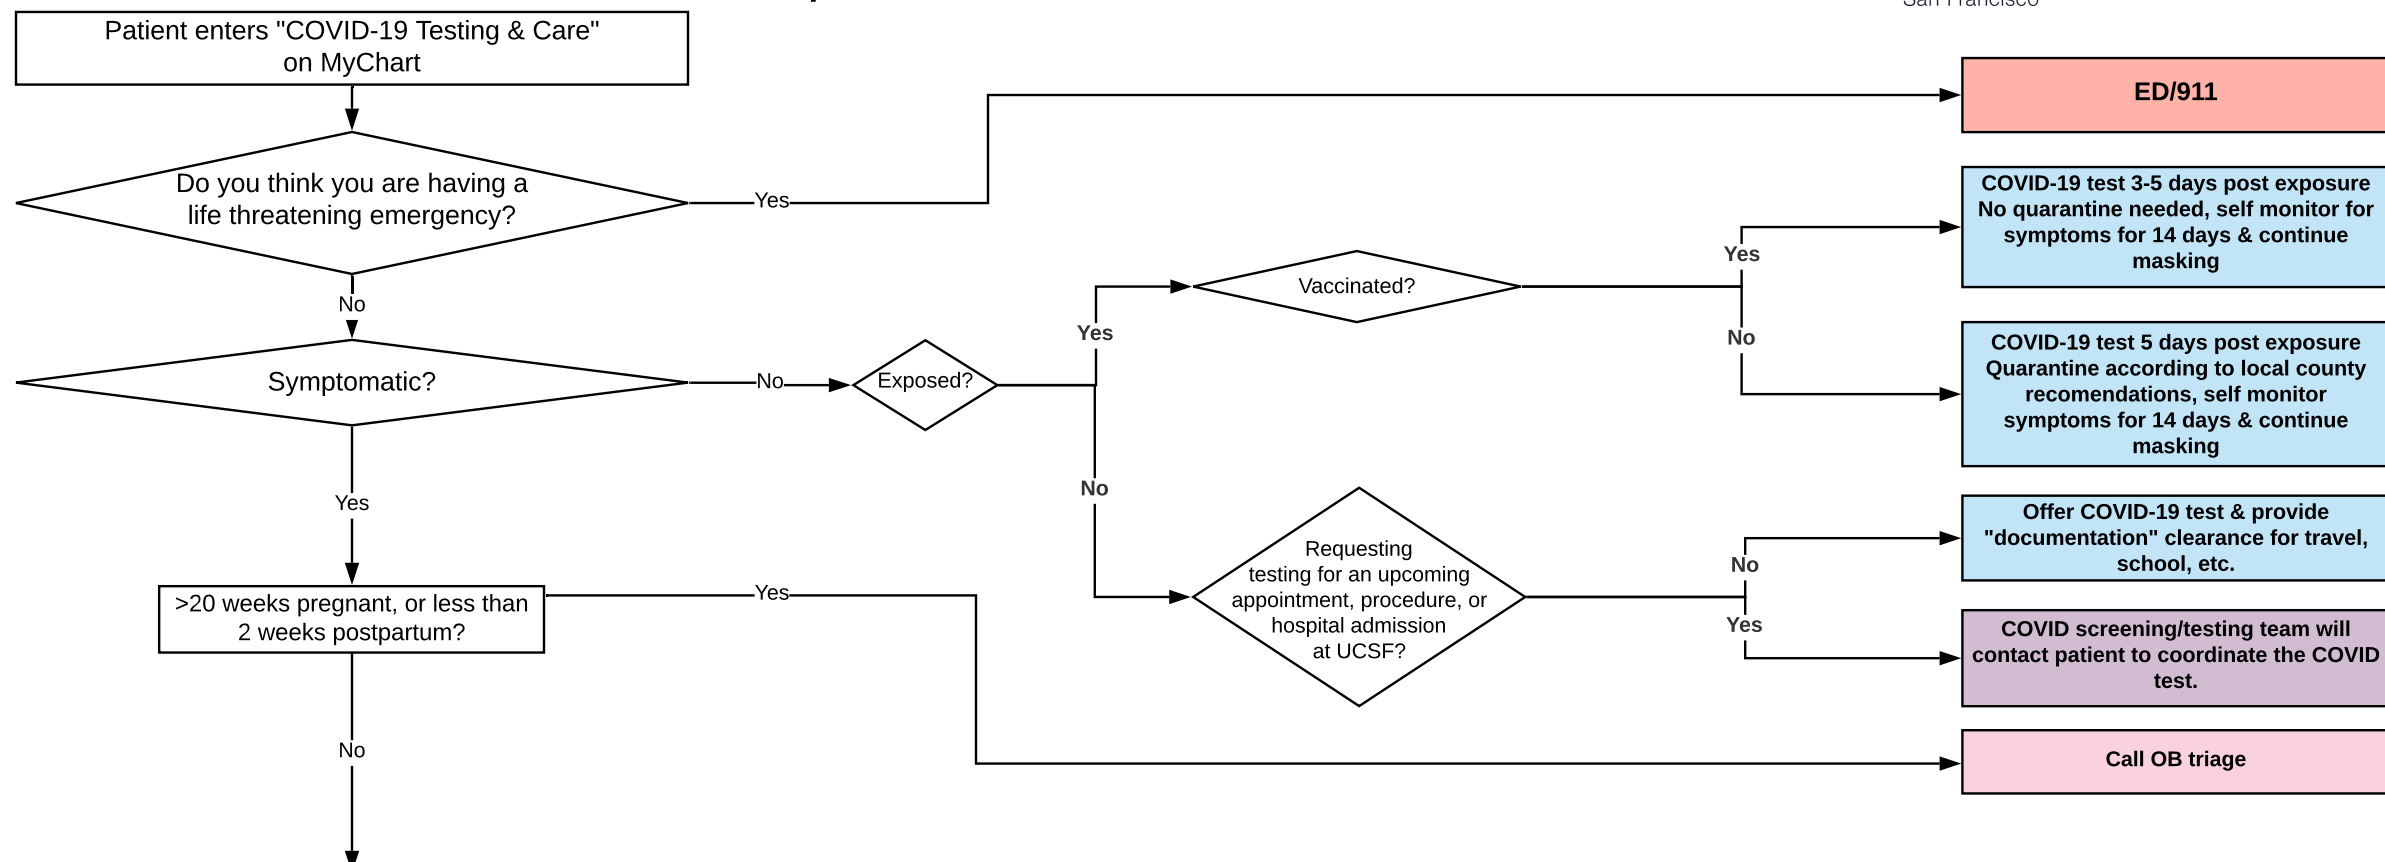 San Francisco
Patient enters "COVID-19 Testing & Care"
on MyChart
ED/911
Do you think you are having a
life threatening emergency?
Yes
COVID-19 test 3-5 days post exposure
No quarantine needed, self monitor for
symptoms for 14 days & continue
masking
Yes
Vaccinated?
No
Yes
No
COVID-19 test 5 days post exposure
Quarantine according to local county
recomendations, self monitor
symptoms for 14 days & continue
masking
Symptomatic?
No
Exposed?
Yes
No
Requesting
testing for an upcoming
appointment, procedure, or
hospital admission
at UCSF?
No
Yes
Offer COVID-19 test & provide
"documentation" clearance for travel,
school, etc.
>20 weeks pregnant, or less than
2 weeks postpartum?
Yes
COVID screening/testing team will
contact patient to coordinate the COVID
test.
No
Call OB triage